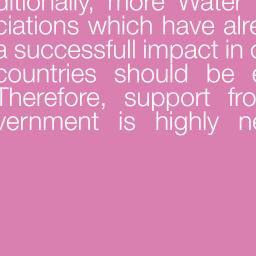 ditionally, more Water
ciations which have alre
a successfull impact in
countries should be
Therefore, support fro
vernment is highly ne